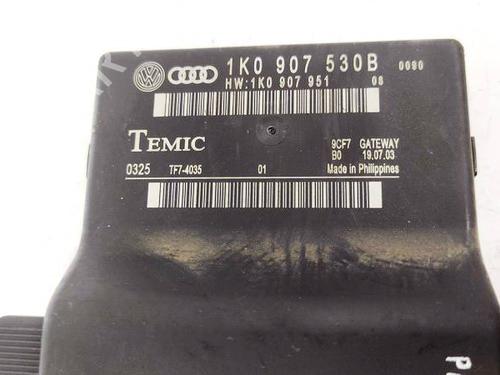 1K0 907 530B 0090
HW:1K0 907 951 08
TEMIC
9CF7 GATEWAY
B0 19.07.03
0325 TF7-4035 01 Made in Philippines